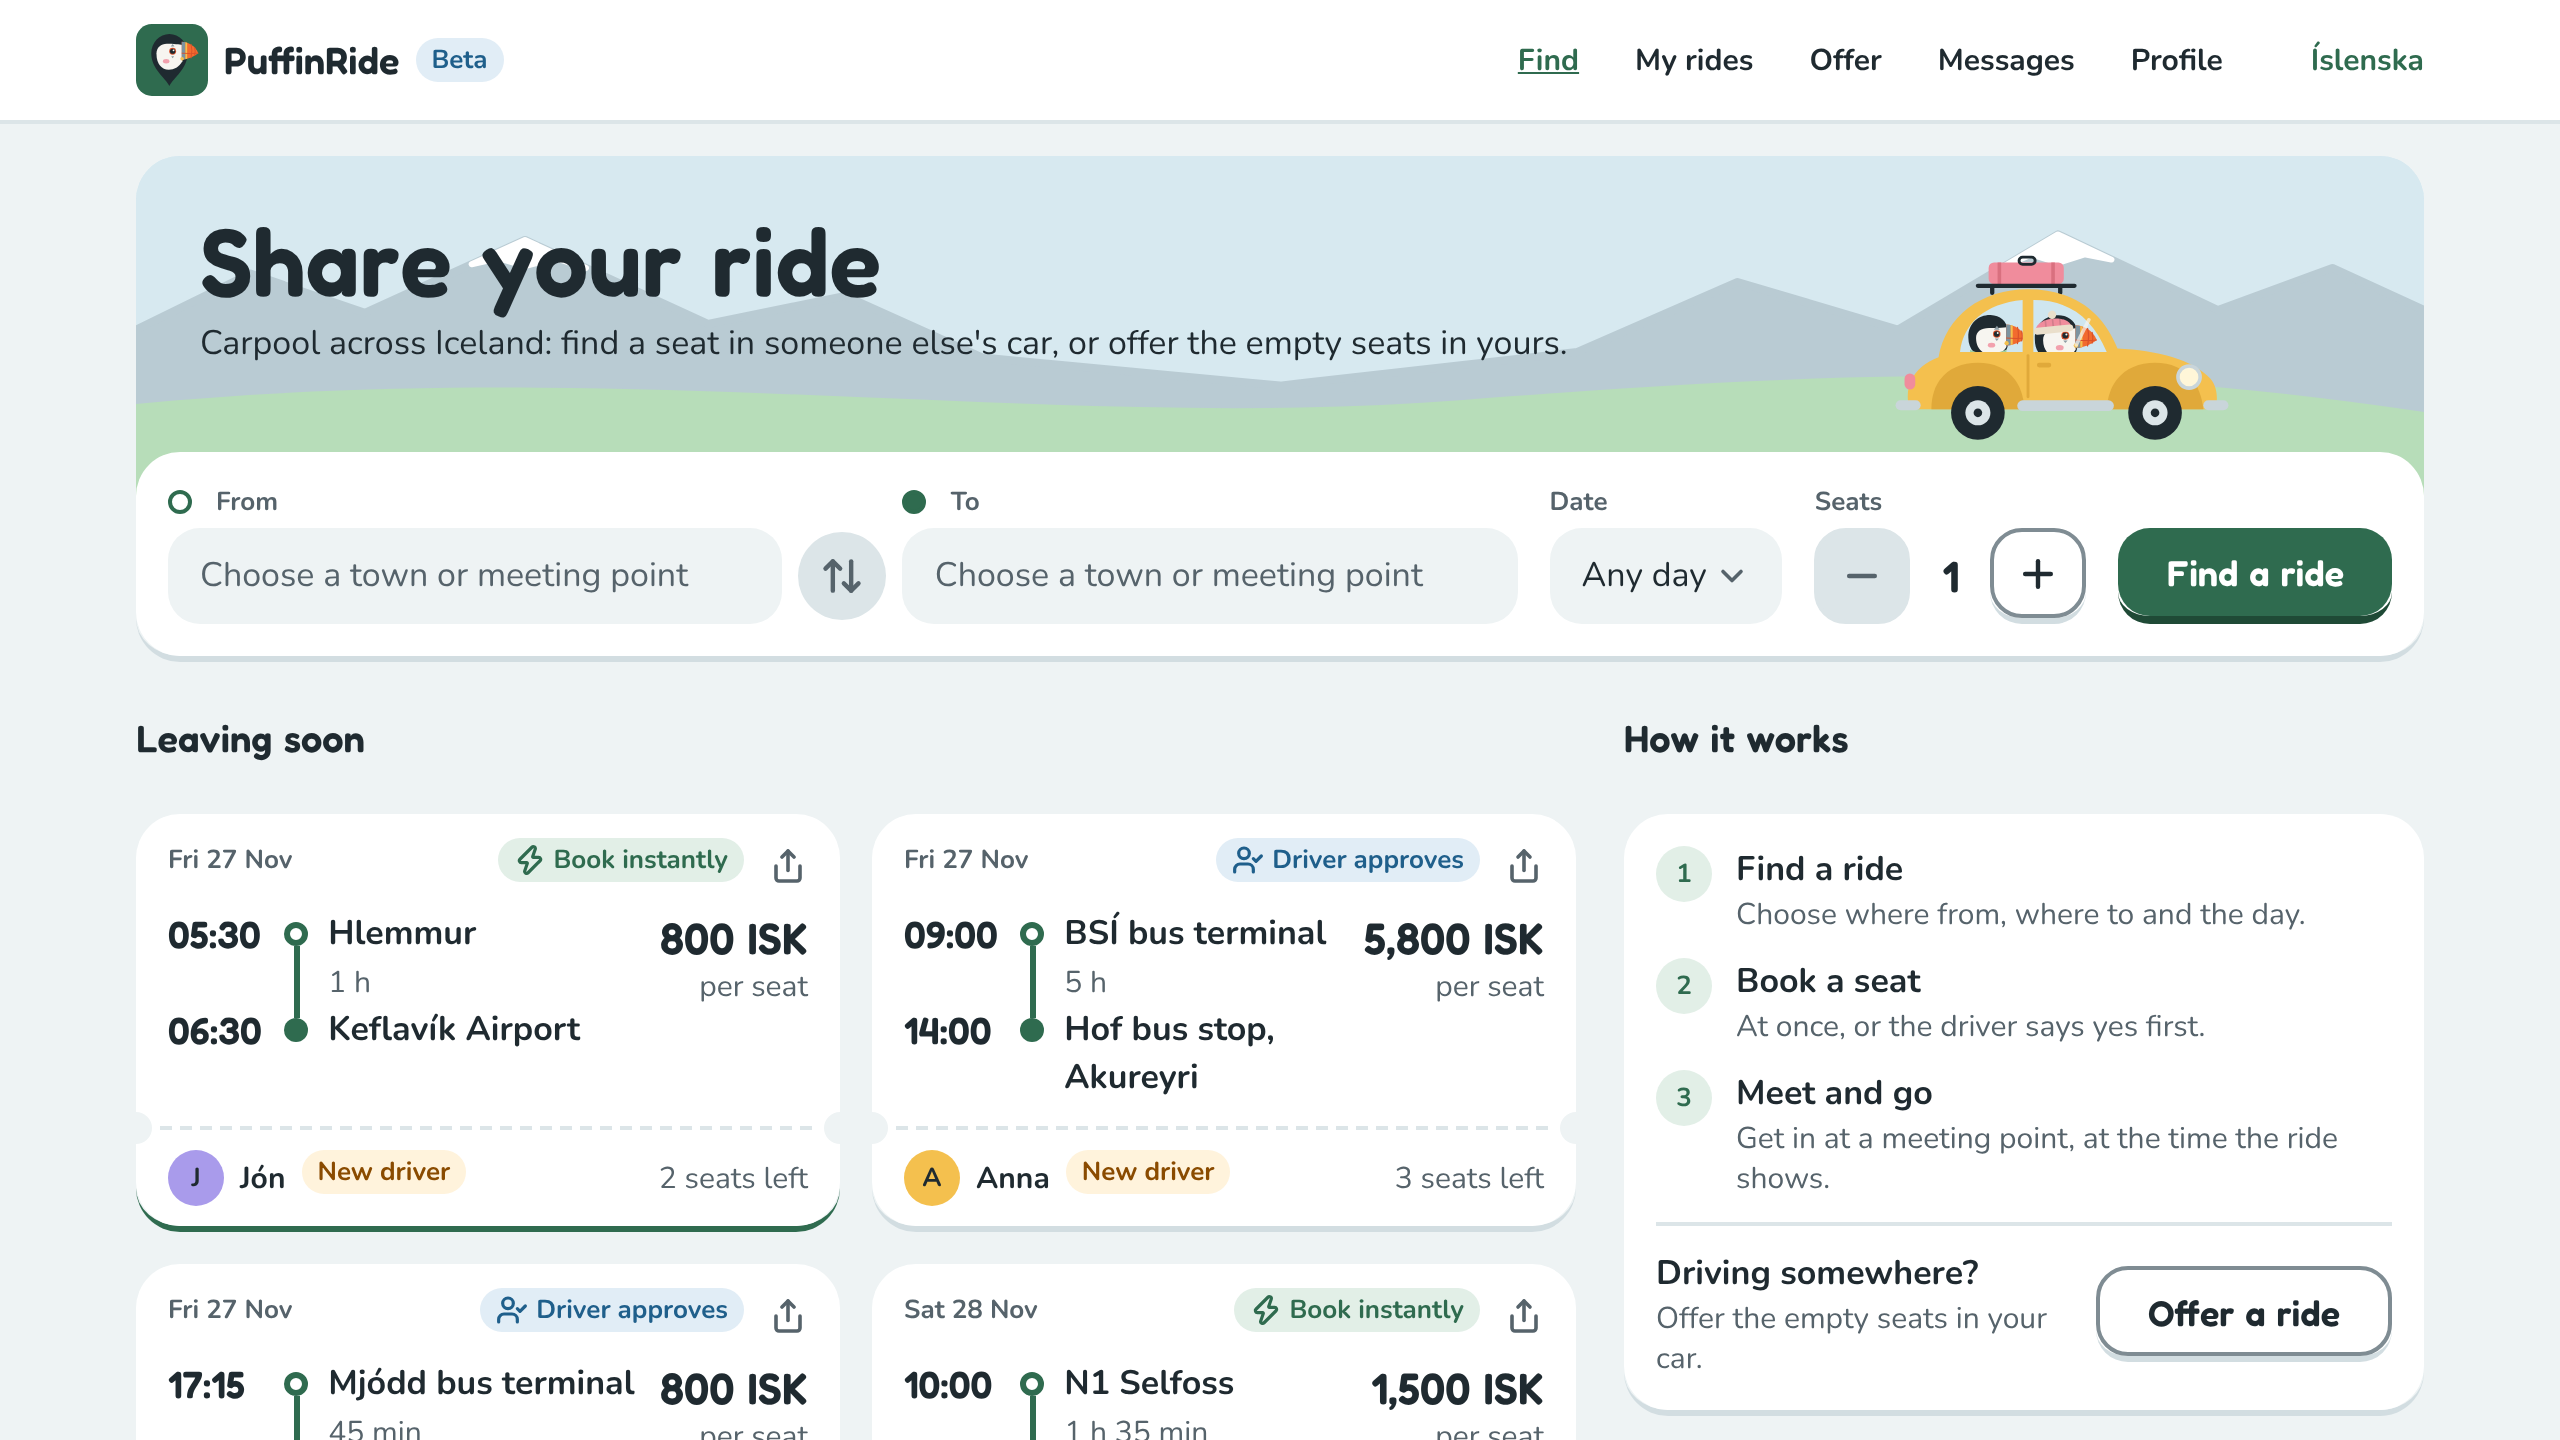 PuffinRide Beta
Find My rides Offer Messages Profile Íslenska
Share your ride
Carpool across Iceland: find a seat in someone else's car, or offer the empty seats in yours.
From
Choose a town or meeting point
To
Choose a town or meeting point
Date
Any day
Seats
1
Find a ride
Leaving soon
Fri 27 Nov Book instantly
05:30 Hlemmur 800 ISK
1 h per seat
06:30 Keflavík Airport
J Jón New driver 2 seats left
Fri 27 Nov Driver approves
09:00 BSÍ bus terminal 5,800 ISK
5 h per seat
14:00 Hof bus stop,
Akureyri
A Anna New driver 3 seats left
Fri 27 Nov Driver approves
17:15 Mjódd bus terminal 800 ISK
45 min per seat
Sat 28 Nov Book instantly
10:00 N1 Selfoss 1,500 ISK
1 h 35 min per seat
How it works
1 Find a ride
Choose where from, where to and the day.
2 Book a seat
At once, or the driver says yes first.
3 Meet and go
Get in at a meeting point, at the time the ride
shows.
Driving somewhere?
Offer the empty seats in your
car.
Offer a ride